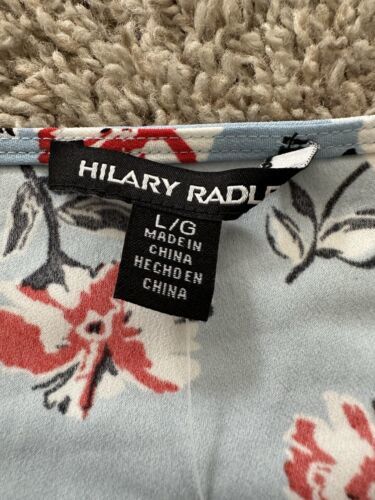 HILARY RADLE
L/G
MADE IN
CHINA
HECHO EN
CHINA